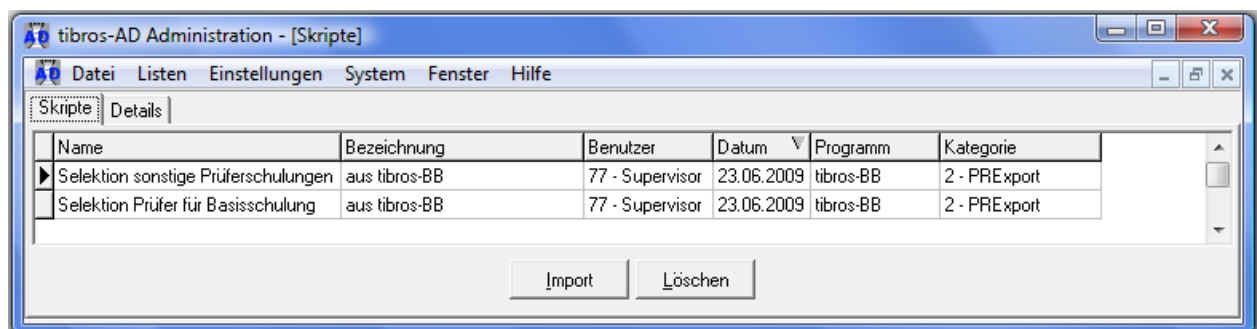 AD tibros-AD Administration - [Skripte]
AD Datei Listen Einstellungen System Fenster Hilfe
Skripte Details
Name Bezeichnung Benutzer Datum Programm Kategorie
Selektion sonstige Prüferschulungen aus tibros-BB 77 - Supervisor 23.06.2009 tibros-BB 2 - PRExport
Selektion Prüfer für Basisschulung aus tibros-BB 77 - Supervisor 23.06.2009 tibros-BB 2 - PRExport
Import Löschen